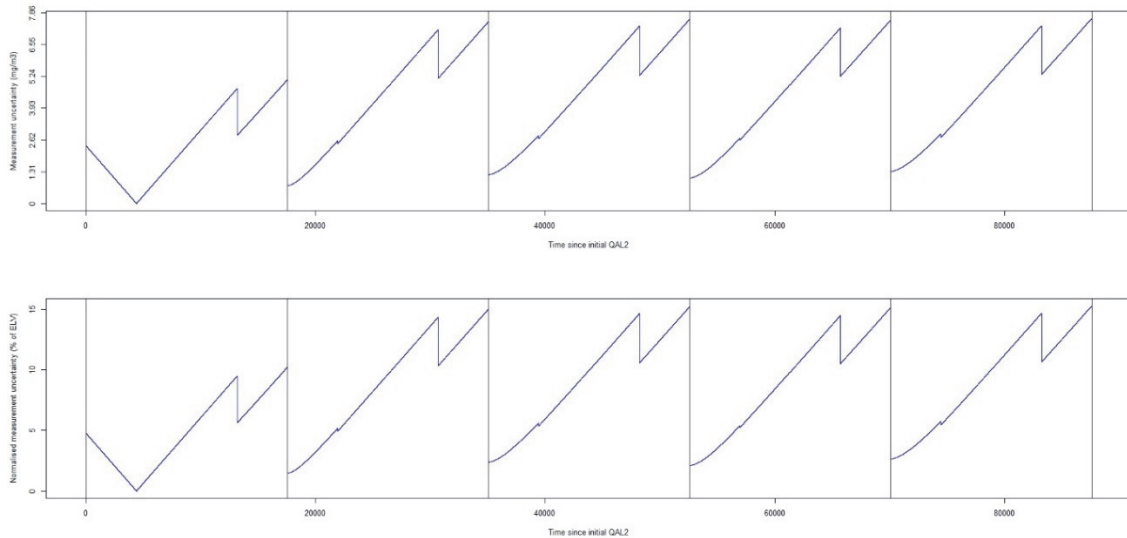 7.86
6.55
5.24
3.93
2.62
1.31
0
Measurement uncertainty (mg/m3)
0 20000 40000 60000 80000
Time since initial QAL2
15
10
5
0
Normalised measurement uncertainty (% of ELV)
0 20000 40000 60000 80000
Time since initial QAL2